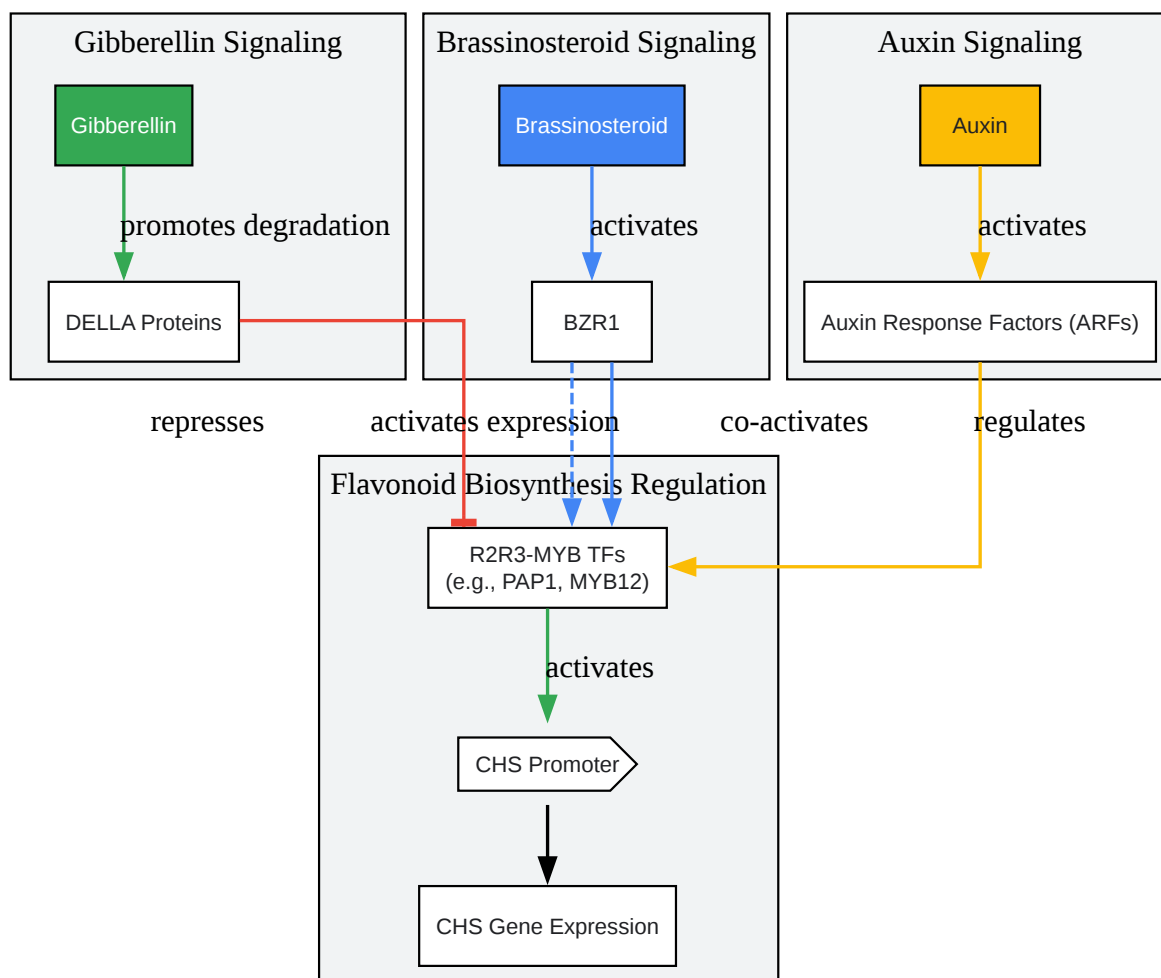 Gibberellin Signaling
Brassinosteroid Signaling
Auxin Signaling
Gibberellin
Brassinosteroid
Auxin
promotes degradation
activates
activates
DELLA Proteins
BZR1
Auxin Response Factors (ARFs)
represses
activates expression
co-activates
regulates
Flavonoid Biosynthesis Regulation
R2R3-MYB TFs
(e.g., PAP1, MYB12)
activates
CHS Promoter
CHS Gene Expression